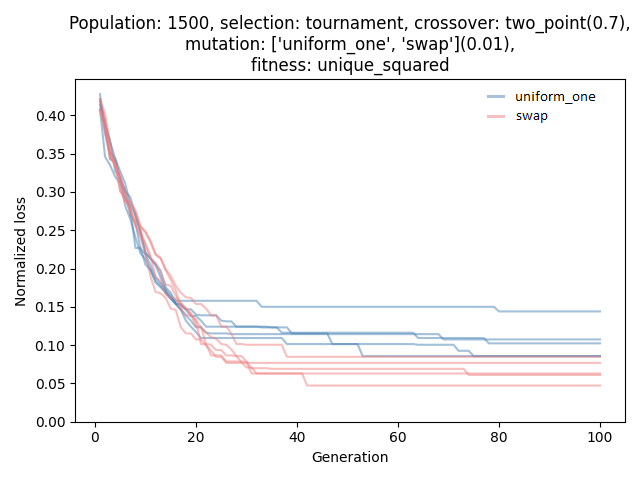 Population: 1500, selection: tournament, crossover: two_point(0.7),
mutation: ['uniform_one', 'swap'](0.01),
fitness: unique_squared
uniform_one
swap
Normalized loss
0.40
0.35
0.30
0.25
0.20
0.15
0.10
0.05
0.00
0
20
40
60
80
100
Generation